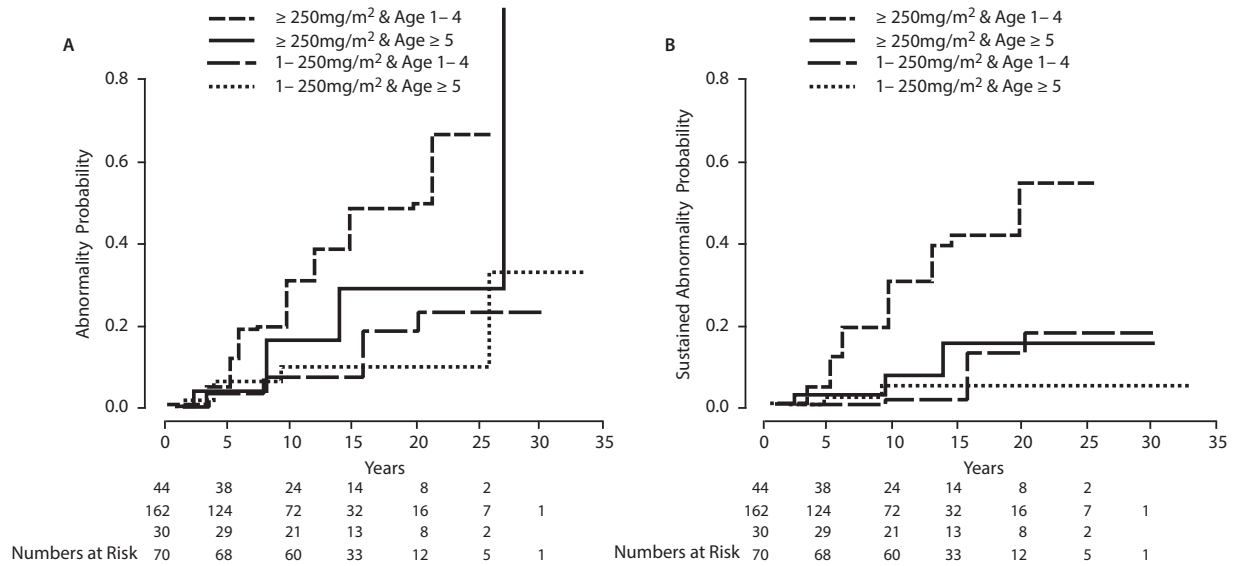 A
≥ 250mg/m² & Age 1– 4
≥ 250mg/m² & Age ≥ 5
1– 250mg/m² & Age 1– 4
1– 250mg/m² & Age ≥ 5
Abnormality Probability
0.8
0.6
0.4
0.2
0.0
0 5 10 15 20 25 30 35
Years
44 38 24 14 8 2
162 124 72 32 16 7 1
30 29 21 13 8 2
Numbers at Risk 70 68 60 33 12 5 1
B
≥ 250mg/m² & Age 1– 4
≥ 250mg/m² & Age ≥ 5
1– 250mg/m² & Age 1– 4
1– 250mg/m² & Age ≥ 5
Sustained Abnormality Probability
0.8
0.6
0.4
0.2
0.0
0 5 10 15 20 25 30 35
Years
44 38 24 14 8 2
162 124 72 32 16 7 1
30 29 21 13 8 2
Numbers at Risk 70 68 60 33 12 5 1